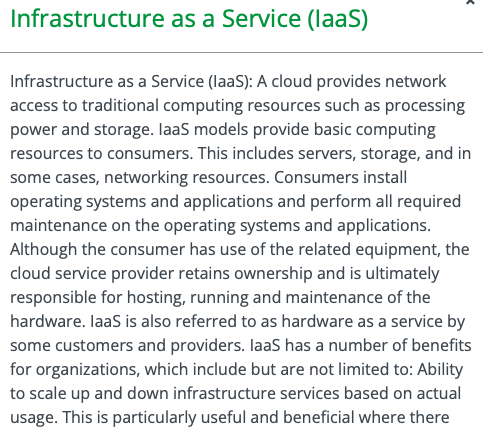 Infrastructure as a Service (IaaS)
Infrastructure as a Service (IaaS): A cloud provides network
access to traditional computing resources such as processing
power and storage. IaaS models provide basic computing
resources to consumers. This includes servers, storage, and in
some cases, networking resources. Consumers install
operating systems and applications and perform all required
maintenance on the operating systems and applications.
Although the consumer has use of the related equipment, the
cloud service provider retains ownership and is ultimately
responsible for hosting, running and maintenance of the
hardware. IaaS is also referred to as hardware as a service by
some customers and providers. IaaS has a number of benefits
for organizations, which include but are not limited to: Ability
to scale up and down infrastructure services based on actual
usage. This is particularly useful and beneficial where there